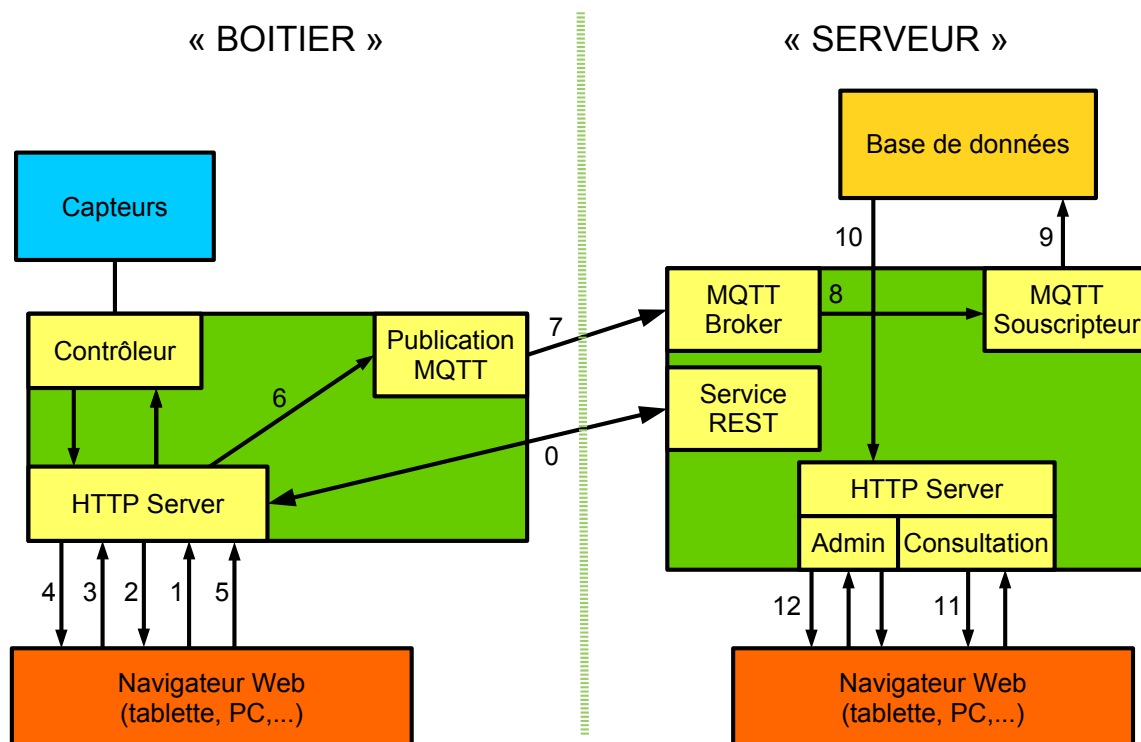 « BOITIER »
« SERVEUR »
Base de données
Capteurs
10
9
Contrôleur
Publication
MQTT
7
MQTT
Broker
8
MQTT
Souscripteur
6
Service
REST
0
HTTP Server
HTTP Server
Admin
Consultation
4
3
2
1
5
12
11
Navigateur Web
(tablette, PC,...)
Navigateur Web
(tablette, PC,...)